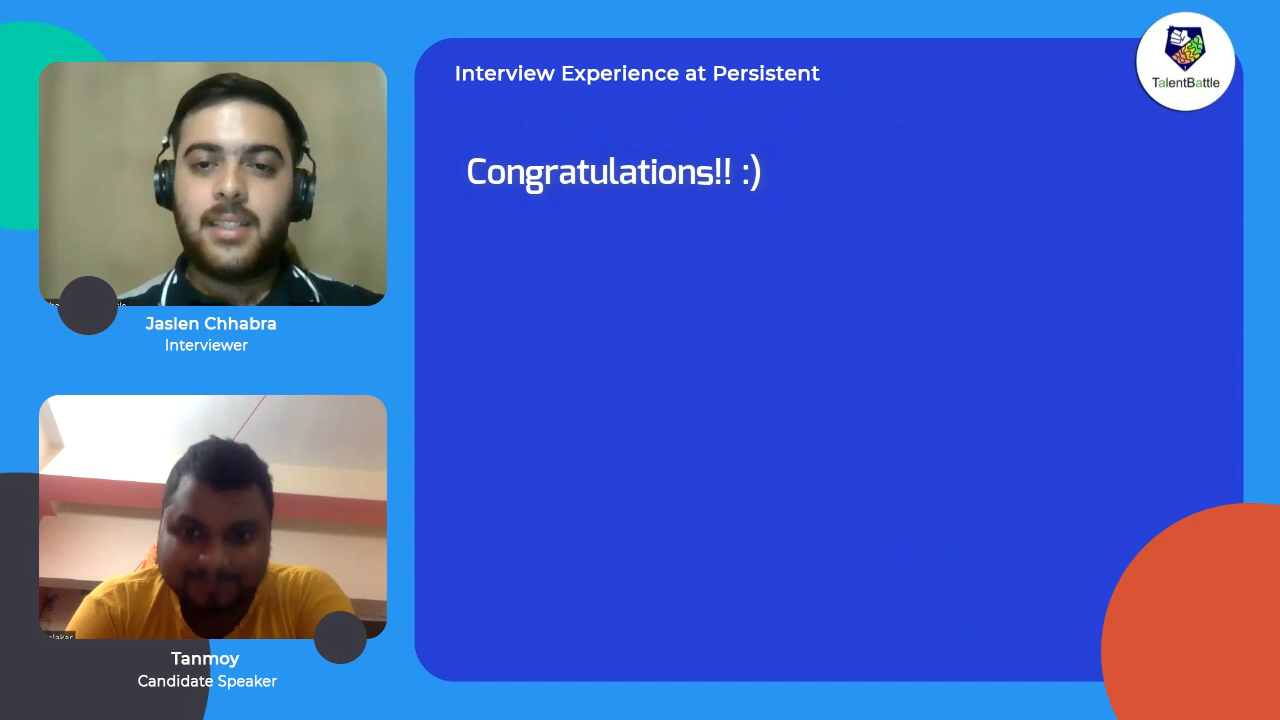 Interview Experience at Persistent
TalentBattle
Congratulations!! :)
Jaslen Chhabra
Interviewer
Tanmoy
Candidate Speaker